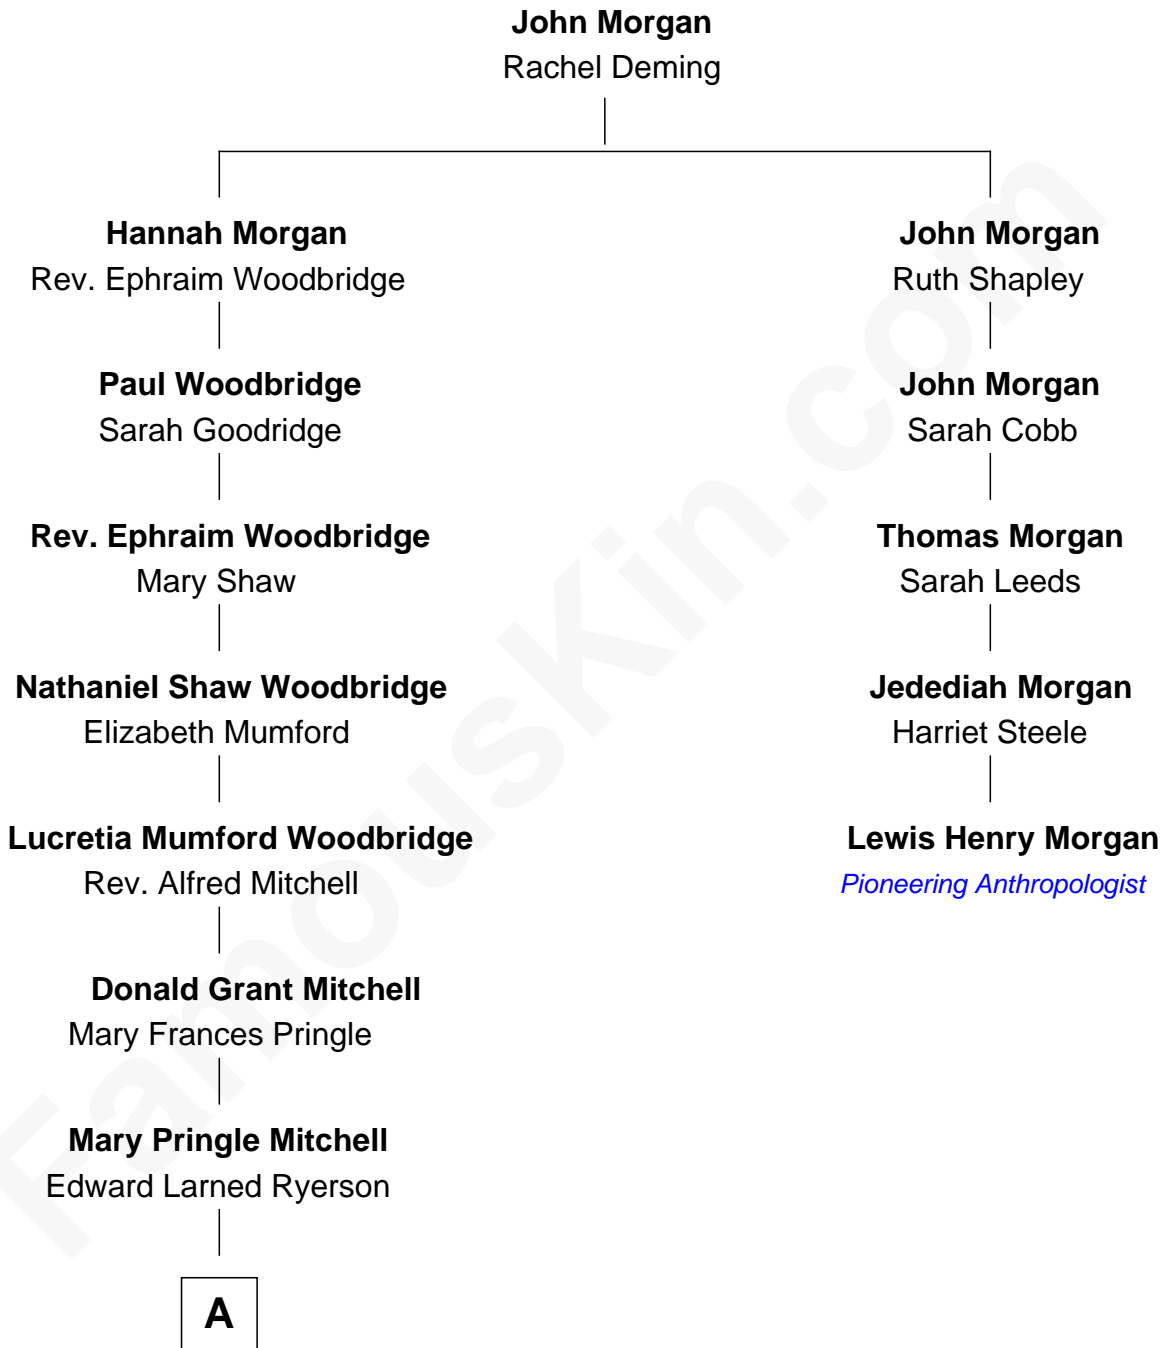 John Morgan
Rachel Deming
Hannah Morgan
Rev. Ephraim Woodbridge
John Morgan
Ruth Shapley
Paul Woodbridge
Sarah Goodridge
John Morgan
Sarah Cobb
Rev. Ephraim Woodbridge
Mary Shaw
Thomas Morgan
Sarah Leeds
Nathaniel Shaw Woodbridge
Elizabeth Mumford
Jedediah Morgan
Harriet Steele
Lucretia Mumford Woodbridge
Rev. Alfred Mitchell
Lewis Henry Morgan
Pioneering Anthropologist
Donald Grant Mitchell
Mary Frances Pringle
Mary Pringle Mitchell
Edward Larned Ryerson
A
FamousKin.com